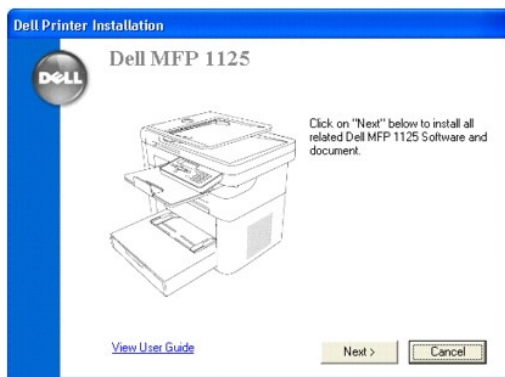 Dell Printer Installation
DELL
Dell MFP 1125
Click on "Next" below to install all
related Dell MFP 1125 Software and
document.
View User Guide
Next >
Cancel